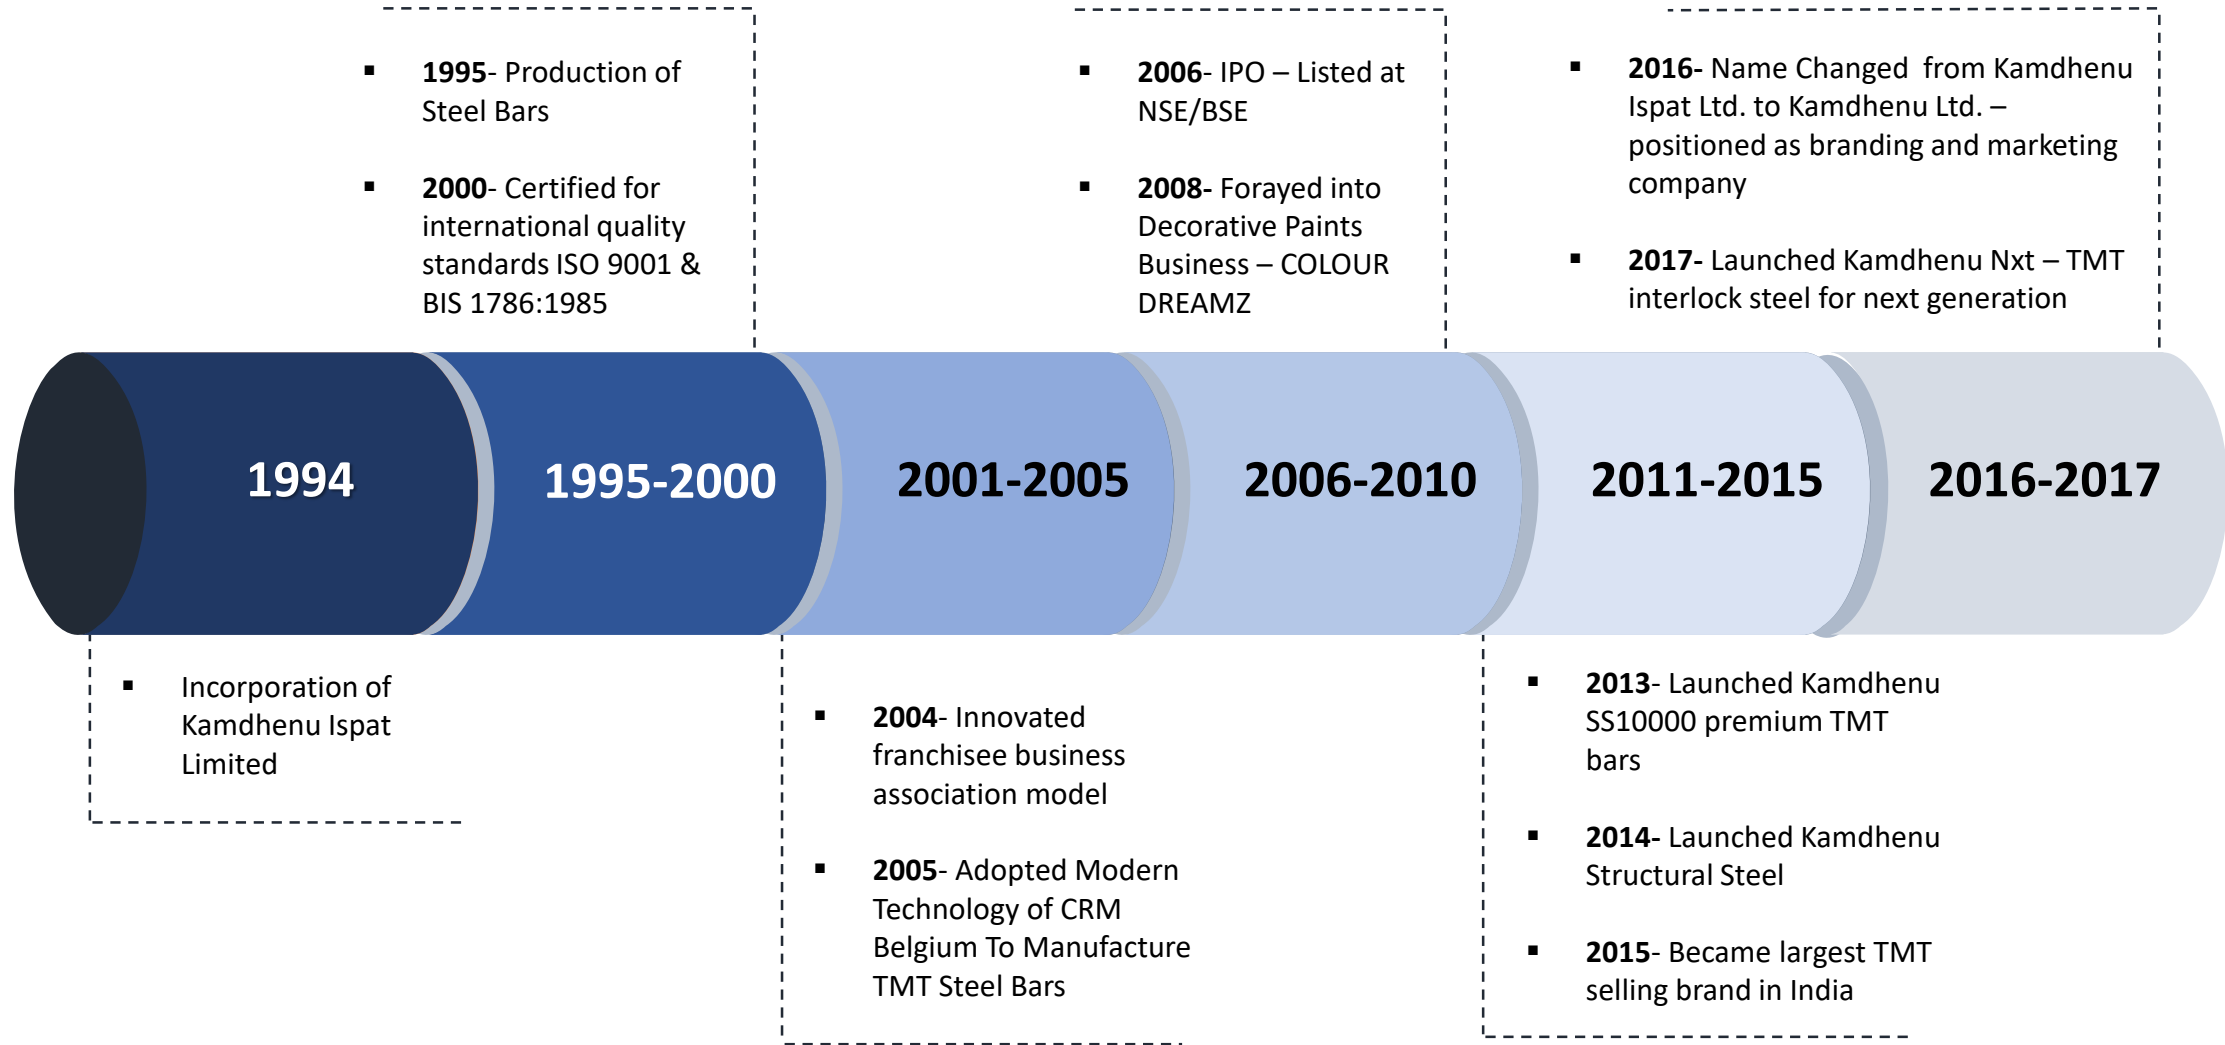 1995- Production of
Steel Bars
2000- Certified for
international quality
standards ISO 9001 &
BIS 1786:1985
2006- IPO – Listed at
NSE/BSE
2008- Forayed into
Decorative Paints
Business – COLOUR
DREAMZ
2016- Name Changed from Kamdhenu
Ispat Ltd. to Kamdhenu Ltd. –
positioned as branding and marketing
company
2017- Launched Kamdhenu Nxt – TMT
interlock steel for next generation
1994
1995-2000
2001-2005
2006-2010
2011-2015
2016-2017
Incorporation of
Kamdhenu Ispat
Limited
2004- Innovated
franchisee business
association model
2005- Adopted Modern
Technology of CRM
Belgium To Manufacture
TMT Steel Bars
2013- Launched Kamdhenu
SS10000 premium TMT
bars
2014- Launched Kamdhenu
Structural Steel
2015- Became largest TMT
selling brand in India